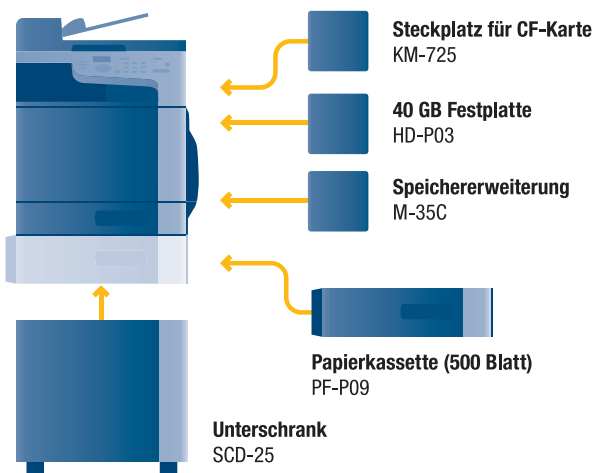 Steckplatz für CF-Karte
KM-725
40 GB Festplatte
HD-P03
Speichererweiterung
M-35C
Papierkassette (500 Blatt)
PF-P09
Unterschrank
SCD-25